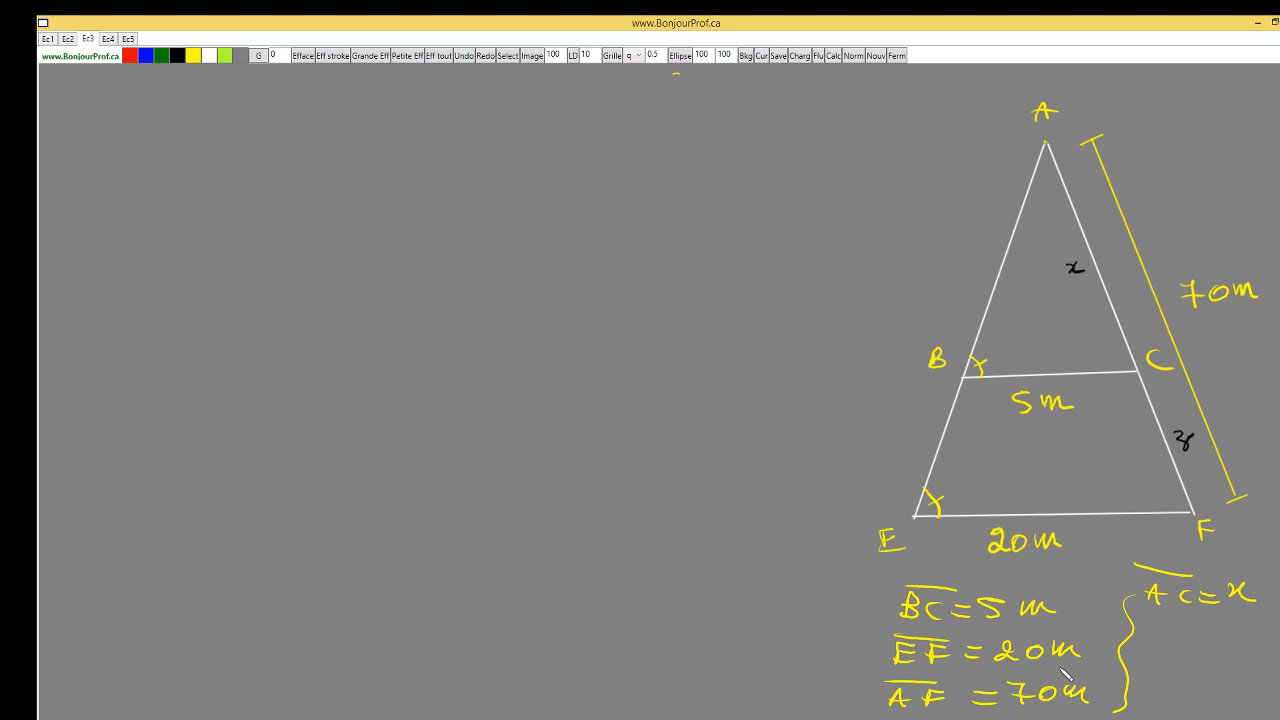 www.BonjourProf.ca
Ec1 Ec2 Ec3 Ec4 Ec5
www.BonjourProf.ca G 0 Efface Eff stroke Grande Eff Petite Eff Eff tout Undo Redo Select Image 100 LD 10 Grille q 0.5 Ellipse 100 100 Bkg Cur Save Charg Flu Calc Norm Nouv Ferm
A
x
70m
B
C
5m
y
E
F
20m
BC = 5 m
AC = x
EF = 20m
AF = 70m